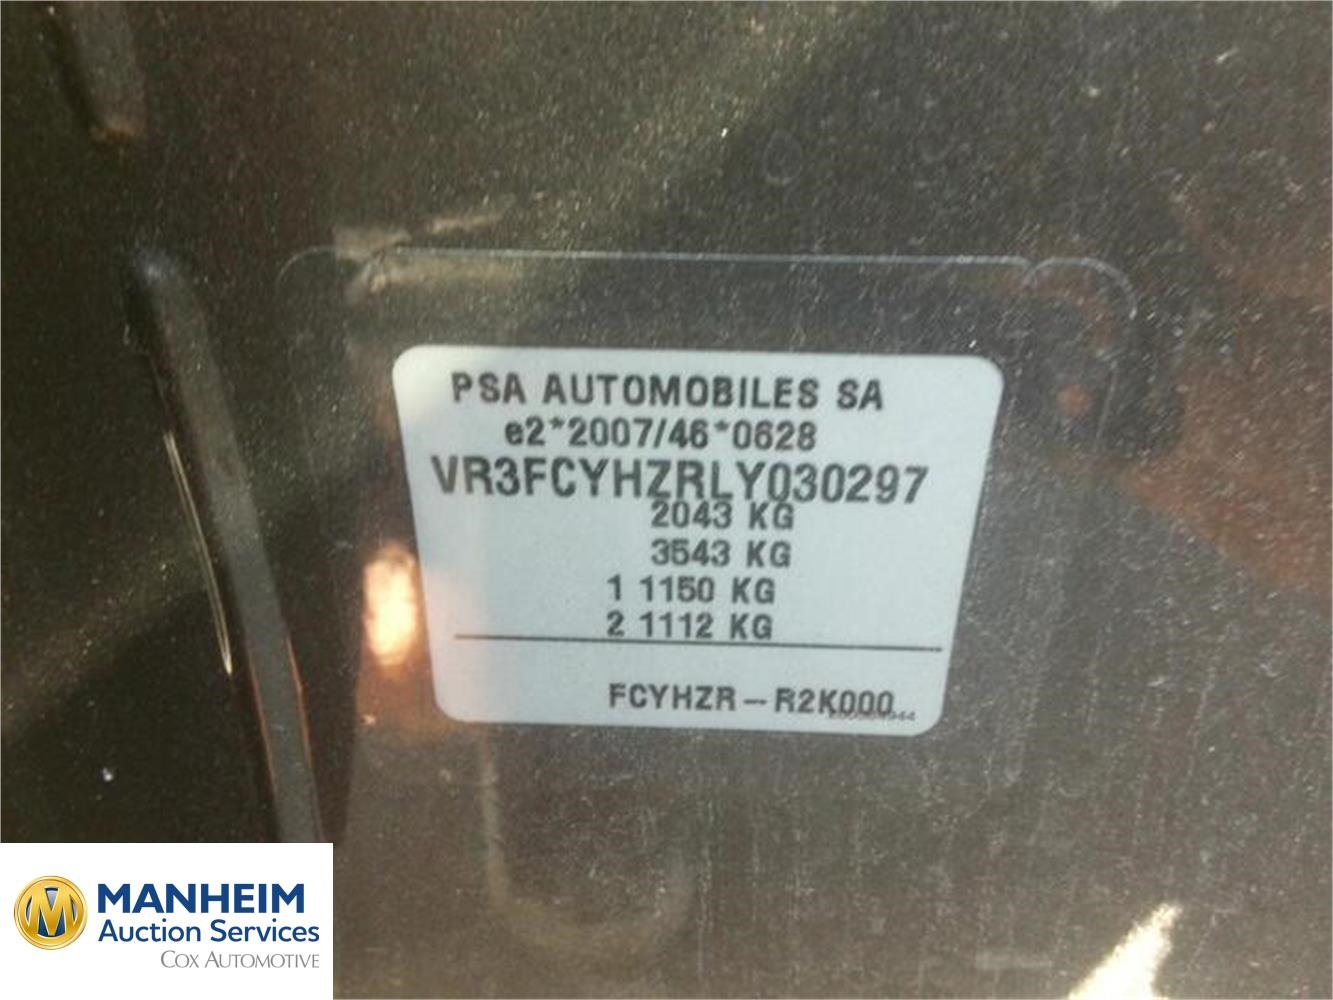 PSA AUTOMOBILES SA
e2*2007/46*0628
VR3FCYHZRLY030297
2043 KG
3543 KG
1 1150 KG
2 1112 KG
FCYHZR – R2K000
MANHEIM
Auction Services
COX AUTOMOTIVE